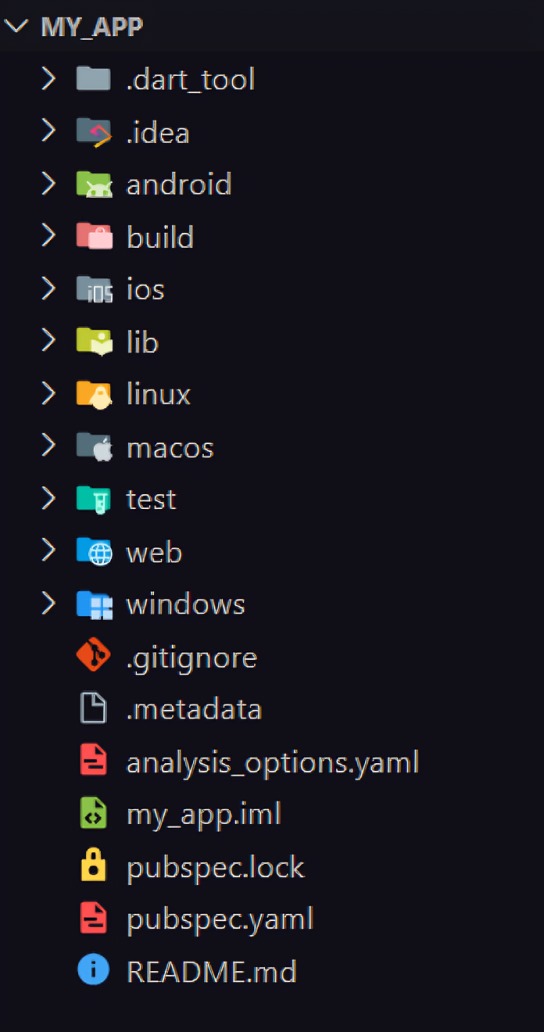 MY_APP
.dart_tool
.idea
android
build
iOS ios
lib
linux
macos
test
web
windows
.gitignore
.metadata
analysis_options.yaml
my_app.iml
pubspec.lock
pubspec.yaml
README.md